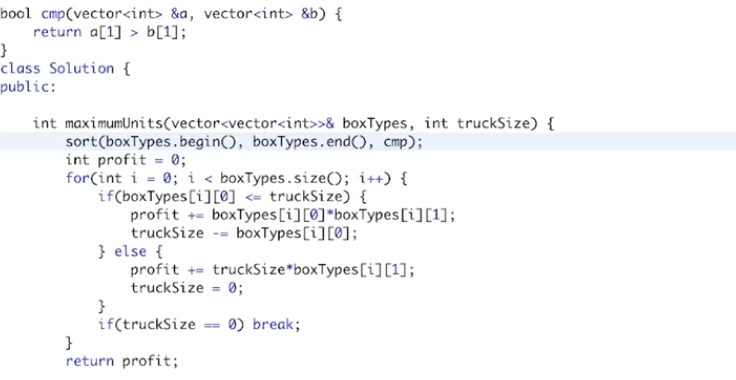 bool cmp(vector<int> &a, vector<int> &b) {
    return a[1] > b[1];
}
class Solution {
public:

    int maximumUnits(vector<vector<int>>& boxTypes, int truckSize) {
        sort(boxTypes.begin(), boxTypes.end(), cmp);
        int profit = 0;
        for(int i = 0; i < boxTypes.size(); i++) {
            if(boxTypes[i][0] <= truckSize) {
                profit += boxTypes[i][0]*boxTypes[i][1];
                truckSize -= boxTypes[i][0];
            } else {
                profit += truckSize*boxTypes[i][1];
                truckSize = 0;
            }
            if(truckSize == 0) break;
        }
        return profit;